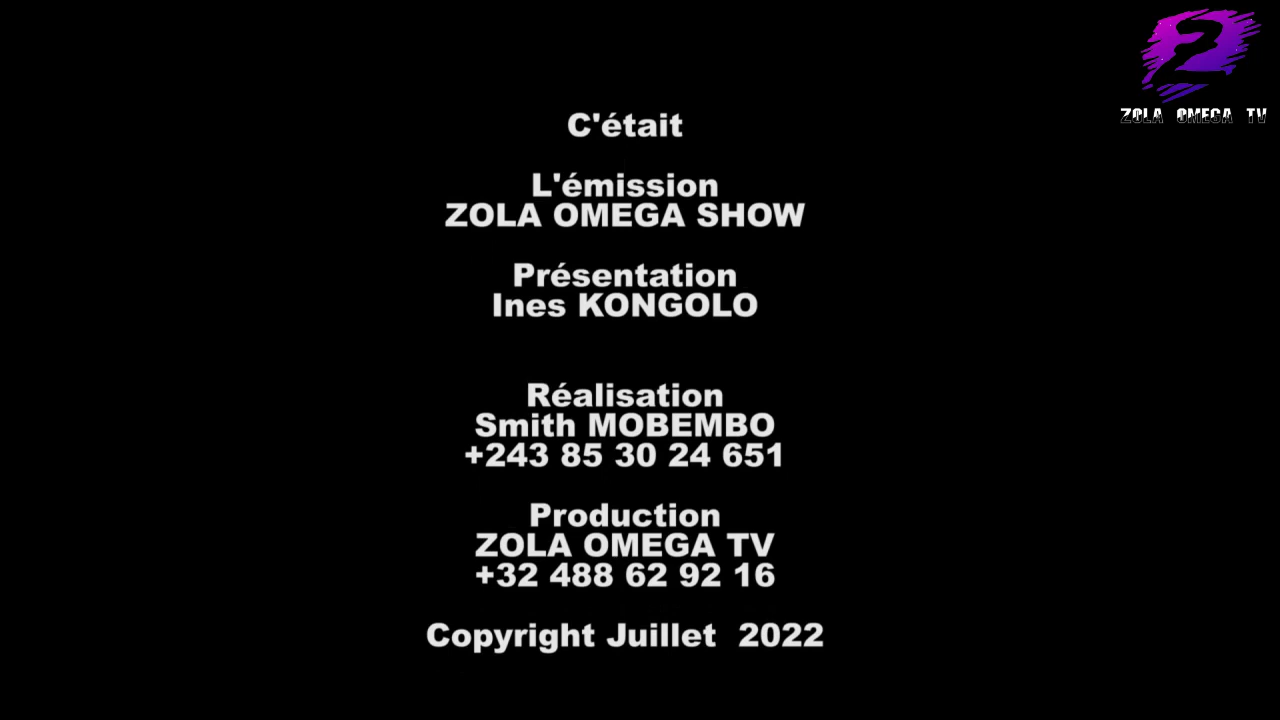 ZOLA OMEGA TV
C'était
L'émission
ZOLA OMEGA SHOW
Présentation
Ines KONGOLO
Réalisation
Smith MOBEMBO
+243 85 30 24 651
Production
ZOLA OMEGA TV
+32 488 62 92 16
Copyright Juillet  2022